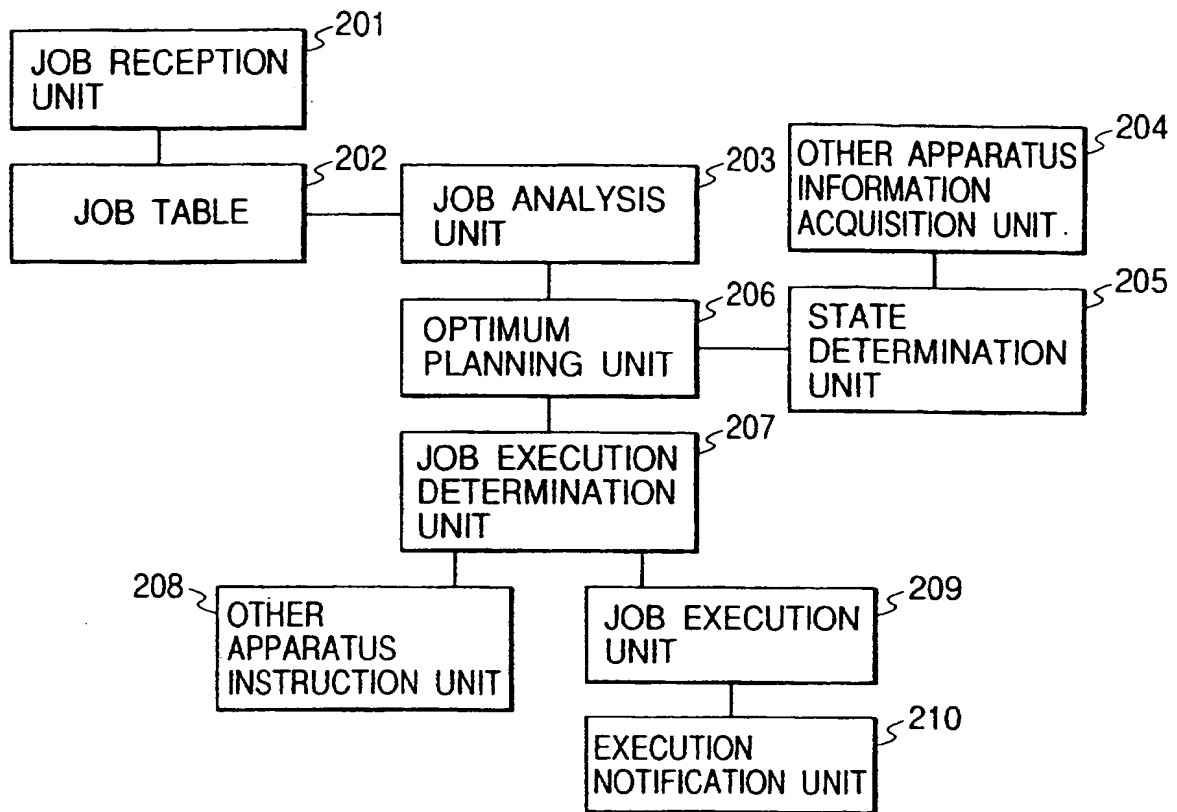 201
JOB RECEPTION
UNIT
202
JOB TABLE
203
JOB ANALYSIS
UNIT
204
OTHER APPARATUS
INFORMATION
ACQUISITION UNIT
205
STATE
DETERMINATION
UNIT
206
OPTIMUM
PLANNING UNIT
207
JOB EXECUTION
DETERMINATION
UNIT
208
OTHER
APPARATUS
INSTRUCTION UNIT
209
JOB EXECUTION
UNIT
210
EXECUTION
NOTIFICATION UNIT